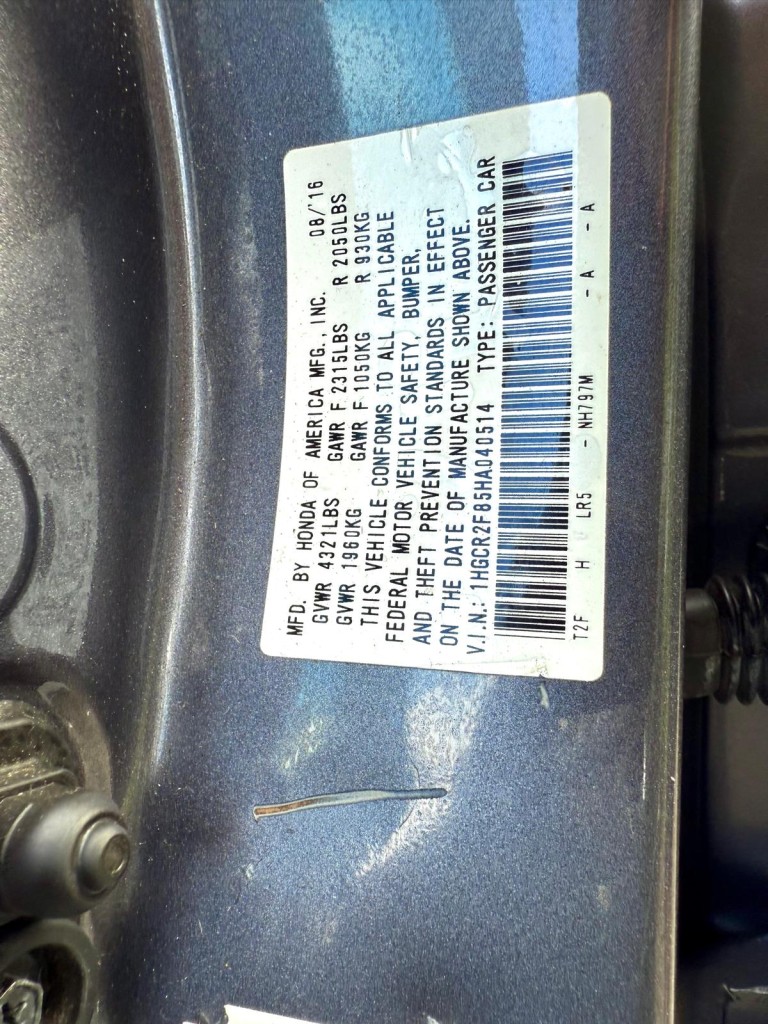 MFD. BY HONDA OF AMERICA MFG., INC. 08/'16
GVWR 4321LBS GAWR F 2315LBS R 2050LBS
GVWR 1960KG GAWR F 1050KG R 930KG
THIS VEHICLE CONFORMS TO ALL APPLICABLE
FEDERAL MOTOR VEHICLE SAFETY, BUMPER,
AND THEFT PREVENTION STANDARDS IN EFFECT
ON THE DATE OF MANUFACTURE SHOWN ABOVE.
V.I.N.: 1HGCR2F85HA040514 TYPE: PASSENGER CAR
T2F H LR5 - NH797M - A - A